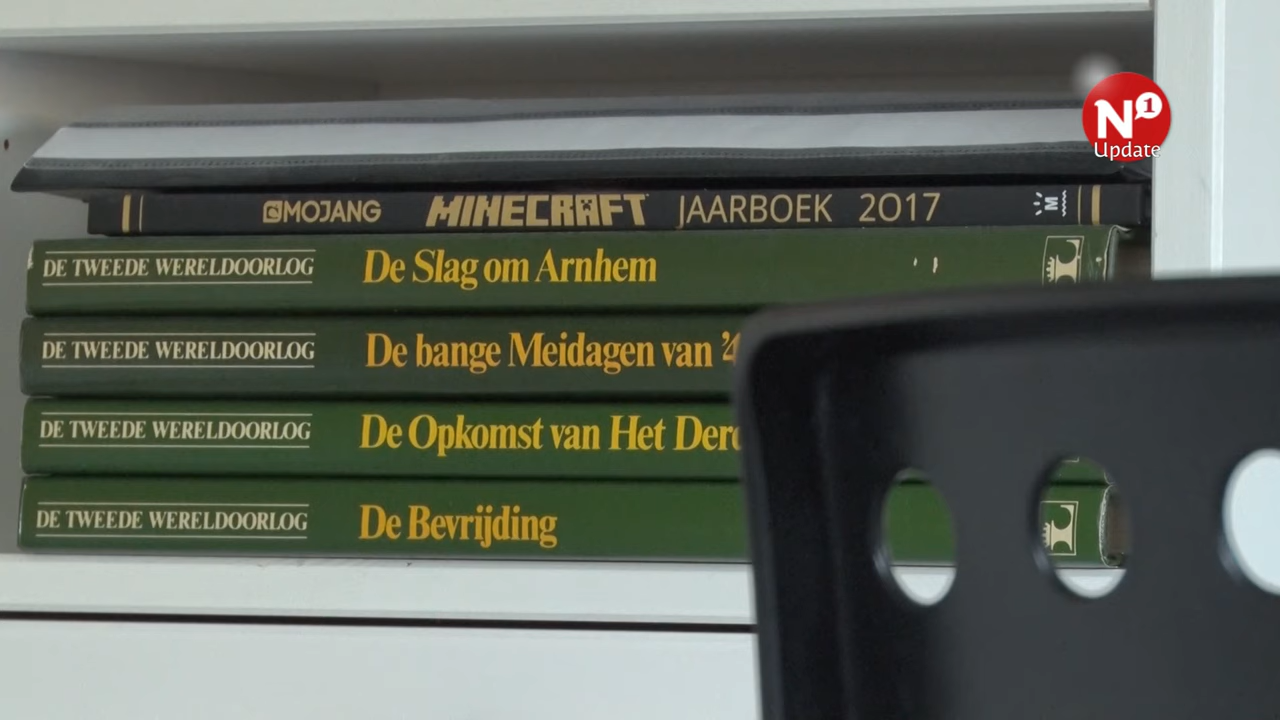 N1
Update
MOJANG MINECRAFT JAARBOEK 2017 M
DE TWEEDE WERELDOORLOG De Slag om Arnhem
DE TWEEDE WERELDOORLOG De bange Meidagen van
DE TWEEDE WERELDOORLOG De Opkomst van Het
DE TWEEDE WERELDOORLOG De Bevrijding